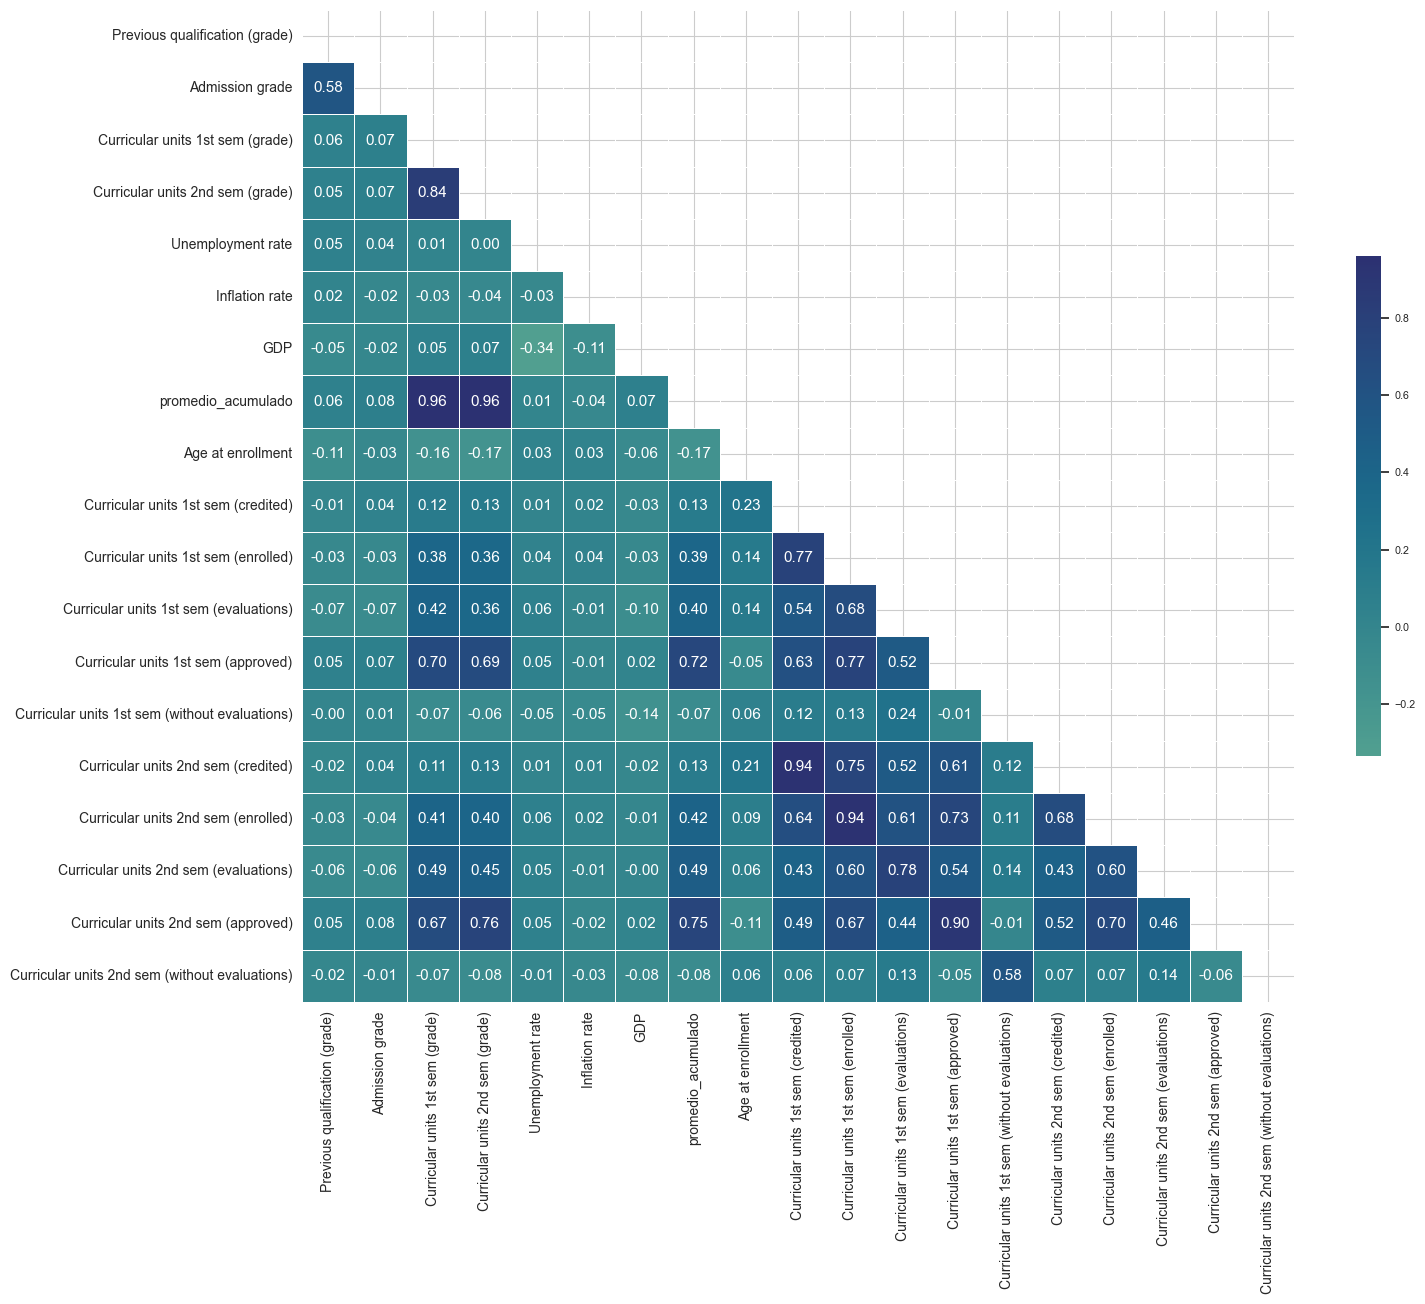 Previous qualification (grade)
Admission grade 0.58
Curricular units 1st sem (grade) 0.06 0.07
Curricular units 2nd sem (grade) 0.05 0.07 0.84
Unemployment rate 0.05 0.04 0.01 0.00
Inflation rate 0.02 -0.02 -0.03 -0.04 -0.03
GDP -0.05 -0.02 0.05 0.07 -0.34 -0.11
promedio_acumulado 0.06 0.08 0.96 0.96 0.01 -0.04 0.07
Age at enrollment -0.11 -0.03 -0.16 -0.17 0.03 0.03 -0.06 -0.17
Curricular units 1st sem (credited) -0.01 0.04 0.12 0.13 0.01 0.02 -0.03 0.13 0.23
Curricular units 1st sem (enrolled) -0.03 -0.03 0.38 0.36 0.04 0.04 -0.03 0.39 0.14 0.77
Curricular units 1st sem (evaluations) -0.07 -0.07 0.42 0.36 0.06 -0.01 -0.10 0.40 0.14 0.54 0.68
Curricular units 1st sem (approved) 0.05 0.07 0.70 0.69 0.05 -0.01 0.02 0.72 -0.05 0.63 0.77 0.52
Curricular units 1st sem (without evaluations) -0.00 0.01 -0.07 -0.06 -0.05 -0.05 -0.14 -0.07 0.06 0.12 0.13 0.24 -0.01
Curricular units 2nd sem (credited) -0.02 0.04 0.11 0.13 0.01 0.01 -0.02 0.13 0.21 0.94 0.75 0.52 0.61 0.12
Curricular units 2nd sem (enrolled) -0.03 -0.04 0.41 0.40 0.06 0.02 -0.01 0.42 0.09 0.64 0.94 0.61 0.73 0.11 0.68
Curricular units 2nd sem (evaluations) -0.06 -0.06 0.49 0.45 0.05 -0.01 -0.00 0.49 0.06 0.43 0.60 0.78 0.54 0.14 0.43 0.60
Curricular units 2nd sem (approved) 0.05 0.08 0.67 0.76 0.05 -0.02 0.02 0.75 -0.11 0.49 0.67 0.44 0.90 -0.01 0.52 0.70 0.46
Curricular units 2nd sem (without evaluations) -0.02 -0.01 -0.07 -0.08 -0.01 -0.03 -0.08 -0.08 0.06 0.06 0.07 0.13 -0.05 0.58 0.07 0.07 0.14 -0.06
Previous qualification (grade)
Admission grade
Curricular units 1st sem (grade)
Curricular units 2nd sem (grade)
Unemployment rate
Inflation rate
GDP
promedio_acumulado
Age at enrollment
Curricular units 1st sem (credited)
Curricular units 1st sem (enrolled)
Curricular units 1st sem (evaluations)
Curricular units 1st sem (approved)
Curricular units 1st sem (without evaluations)
Curricular units 2nd sem (credited)
Curricular units 2nd sem (enrolled)
Curricular units 2nd sem (evaluations)
Curricular units 2nd sem (approved)
Curricular units 2nd sem (without evaluations)
0.8
0.6
0.4
0.2
0.0
−0.2